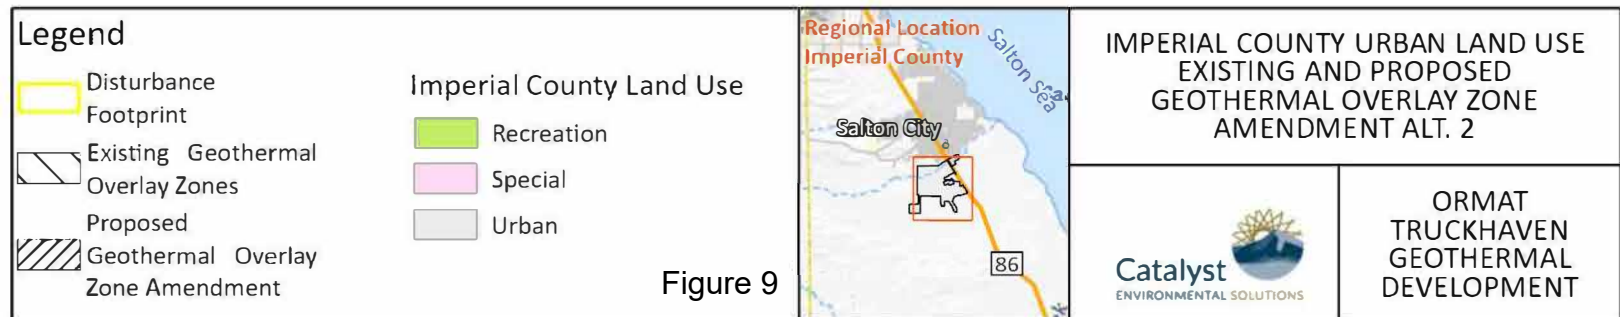 Legend
Disturbance
Footprint
Existing Geothermal
Overlay Zones
Proposed
Geothermal Overlay
Zone Amendment
Imperial County Land Use
Recreation
Special
Urban
Figure 9
Regional Location
Imperial County
Salton Sea
Salton City
86
IMPERIAL COUNTY URBAN LAND USE
EXISTING AND PROPOSED
GEOTHERMAL OVERLAY ZONE
AMENDMENT ALT. 2
Catalyst
ENVIRONMENTAL SOLUTIONS
ORMAT
TRUCKHAVEN
GEOTHERMAL
DEVELOPMENT